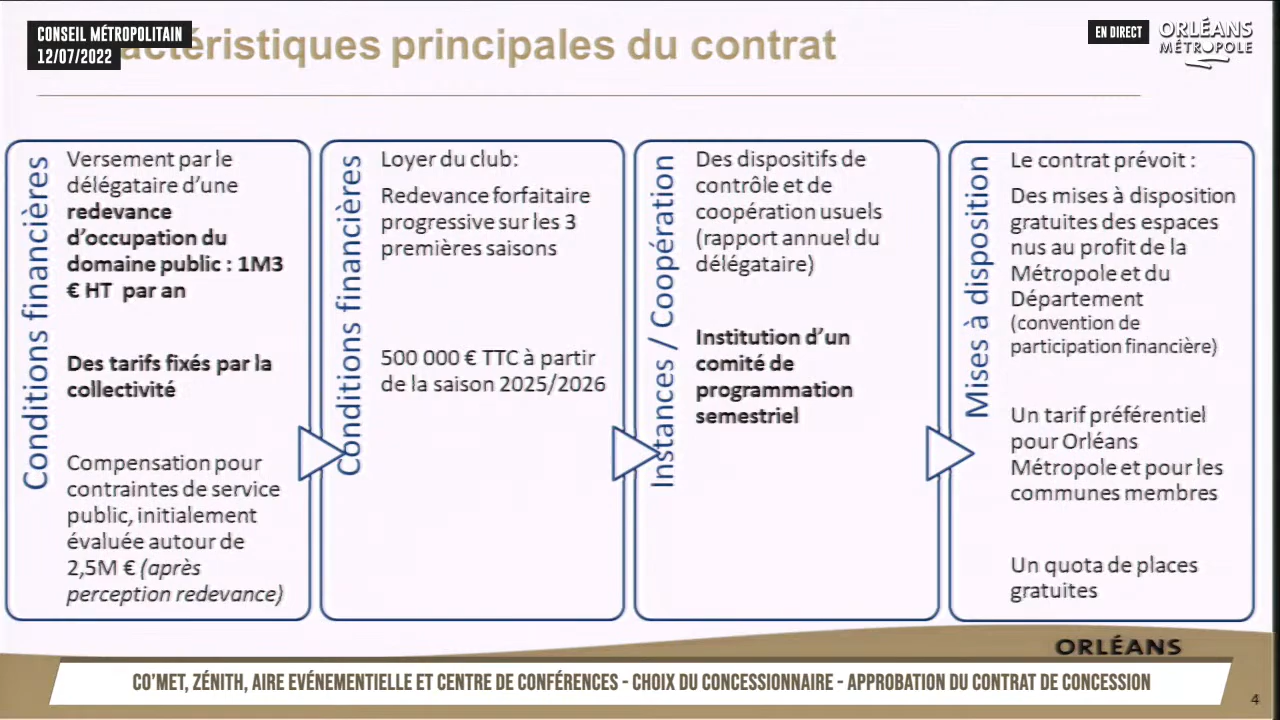 CONSEIL MÉTROPOLITAIN
12/07/2022
actéristiques principales du contrat
EN DIRECT
ORLÉANS
MÉTROPOLE
Conditions financières
Versement par le
délégataire d’une
redevance
d’occupation du
domaine public : 1M3
€ HT par an
Des tarifs fixés par la
collectivité
Compensation pour
contraintes de service
public, initialement
évaluée autour de
2,5M € (après
perception redevance)
Conditions financières
Loyer du club :
Redevance forfaitaire
progressive sur les 3
premières saisons
500 000 € TTC à partir
de la saison 2025/2026
Instances / Coopération
Des dispositifs de
contrôle et de
coopération usuels
(rapport annuel du
délégataire)
Institution d’un
comité de
programmation
semestriel
Mises à disposition
Le contrat prévoit :
Des mises à disposition
gratuites des espaces
nus au profit de la
Métropole et du
Département
(convention de
participation financière)
Un tarif préférentiel
pour Orléans
Métropole et pour les
communes membres
Un quota de places
gratuites
ORLÉANS
CO’MET, ZÉNITH, AIRE EVÉNEMENTIELLE ET CENTRE DE CONFÉRENCES - CHOIX DU CONCESSIONNAIRE - APPROBATION DU CONTRAT DE CONCESSION
4